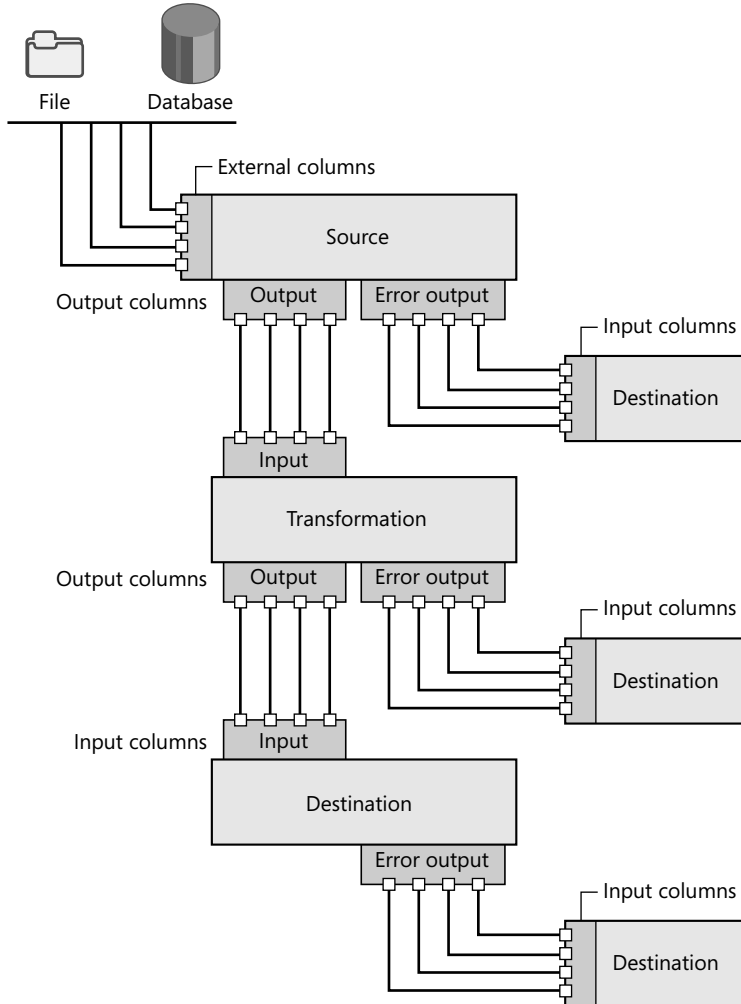 File
Database
External columns
Source
Output columns
Output
Error output
Input columns
Destination
Input
Transformation
Output columns
Output
Error output
Input columns
Destination
Input columns
Input
Destination
Error output
Input columns
Destination